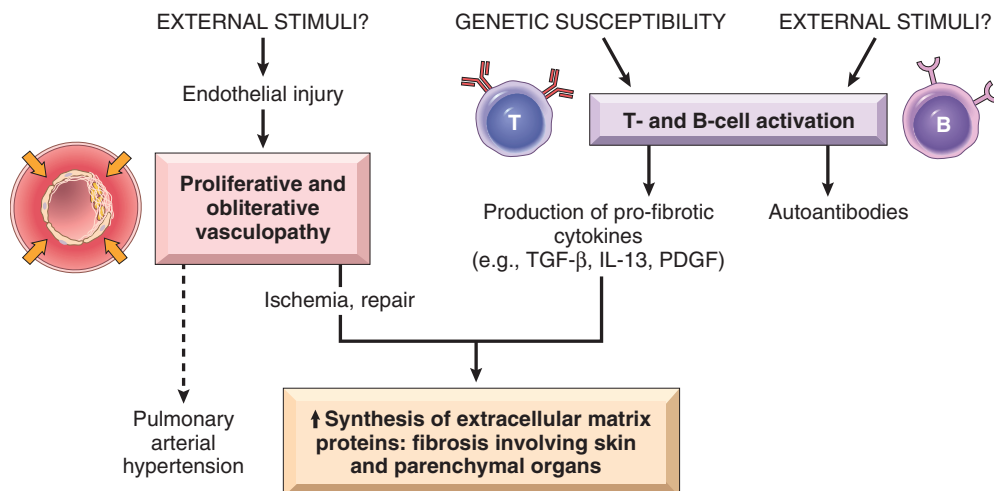 EXTERNAL STIMULI?
GENETIC SUSCEPTIBILITY
EXTERNAL STIMULI?
Endothelial injury
T
T- and B-cell activation
B
Proliferative and
obliterative
vasculopathy
Production of pro-fibrotic
cytokines
(e.g., TGF-β, IL-13, PDGF)
Autoantibodies
Ischemia, repair
Pulmonary
arterial
hypertension
Synthesis of extracellular matrix
proteins: fibrosis involving skin
and parenchymal organs